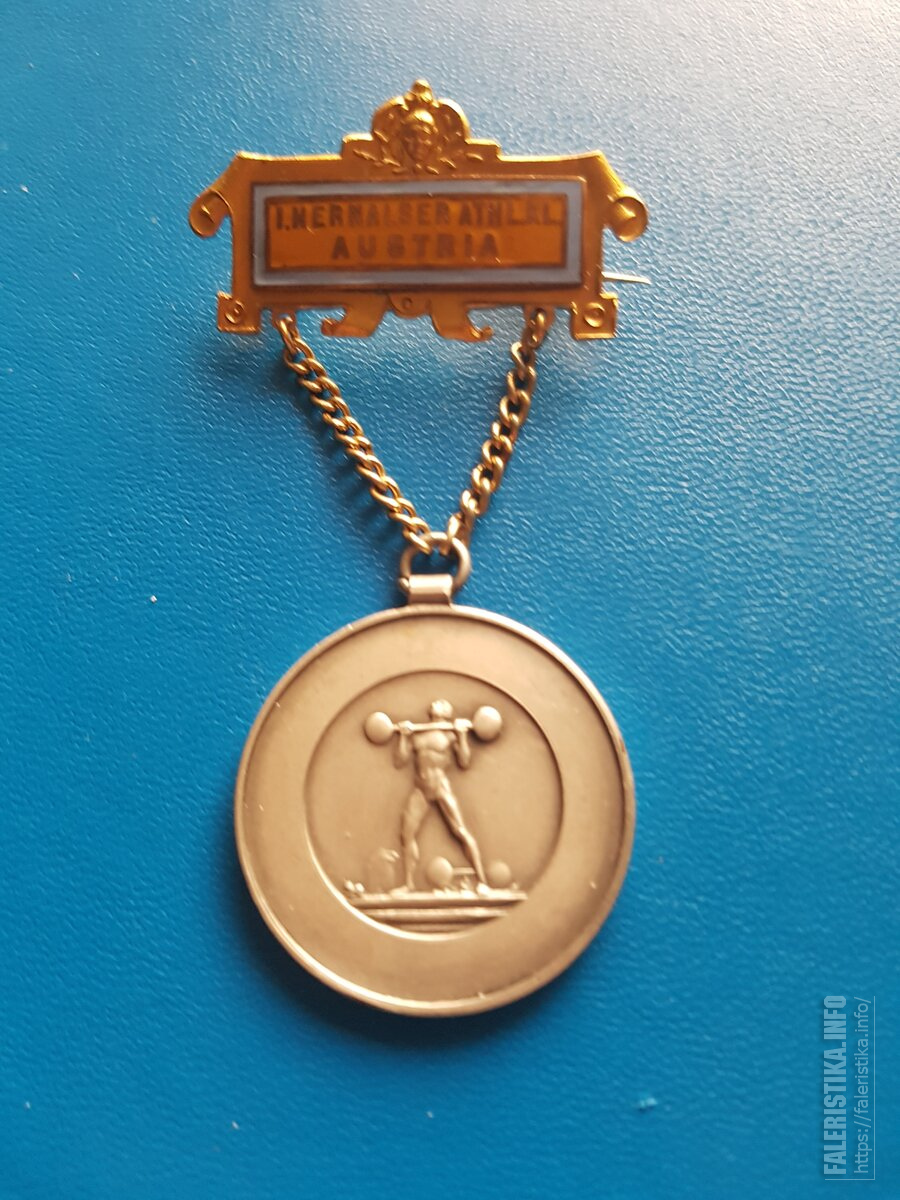 I. HERNALSER ATHL. KL.
AUSTRIA
FALERISTIKA.INFO
https://faleristika.info/